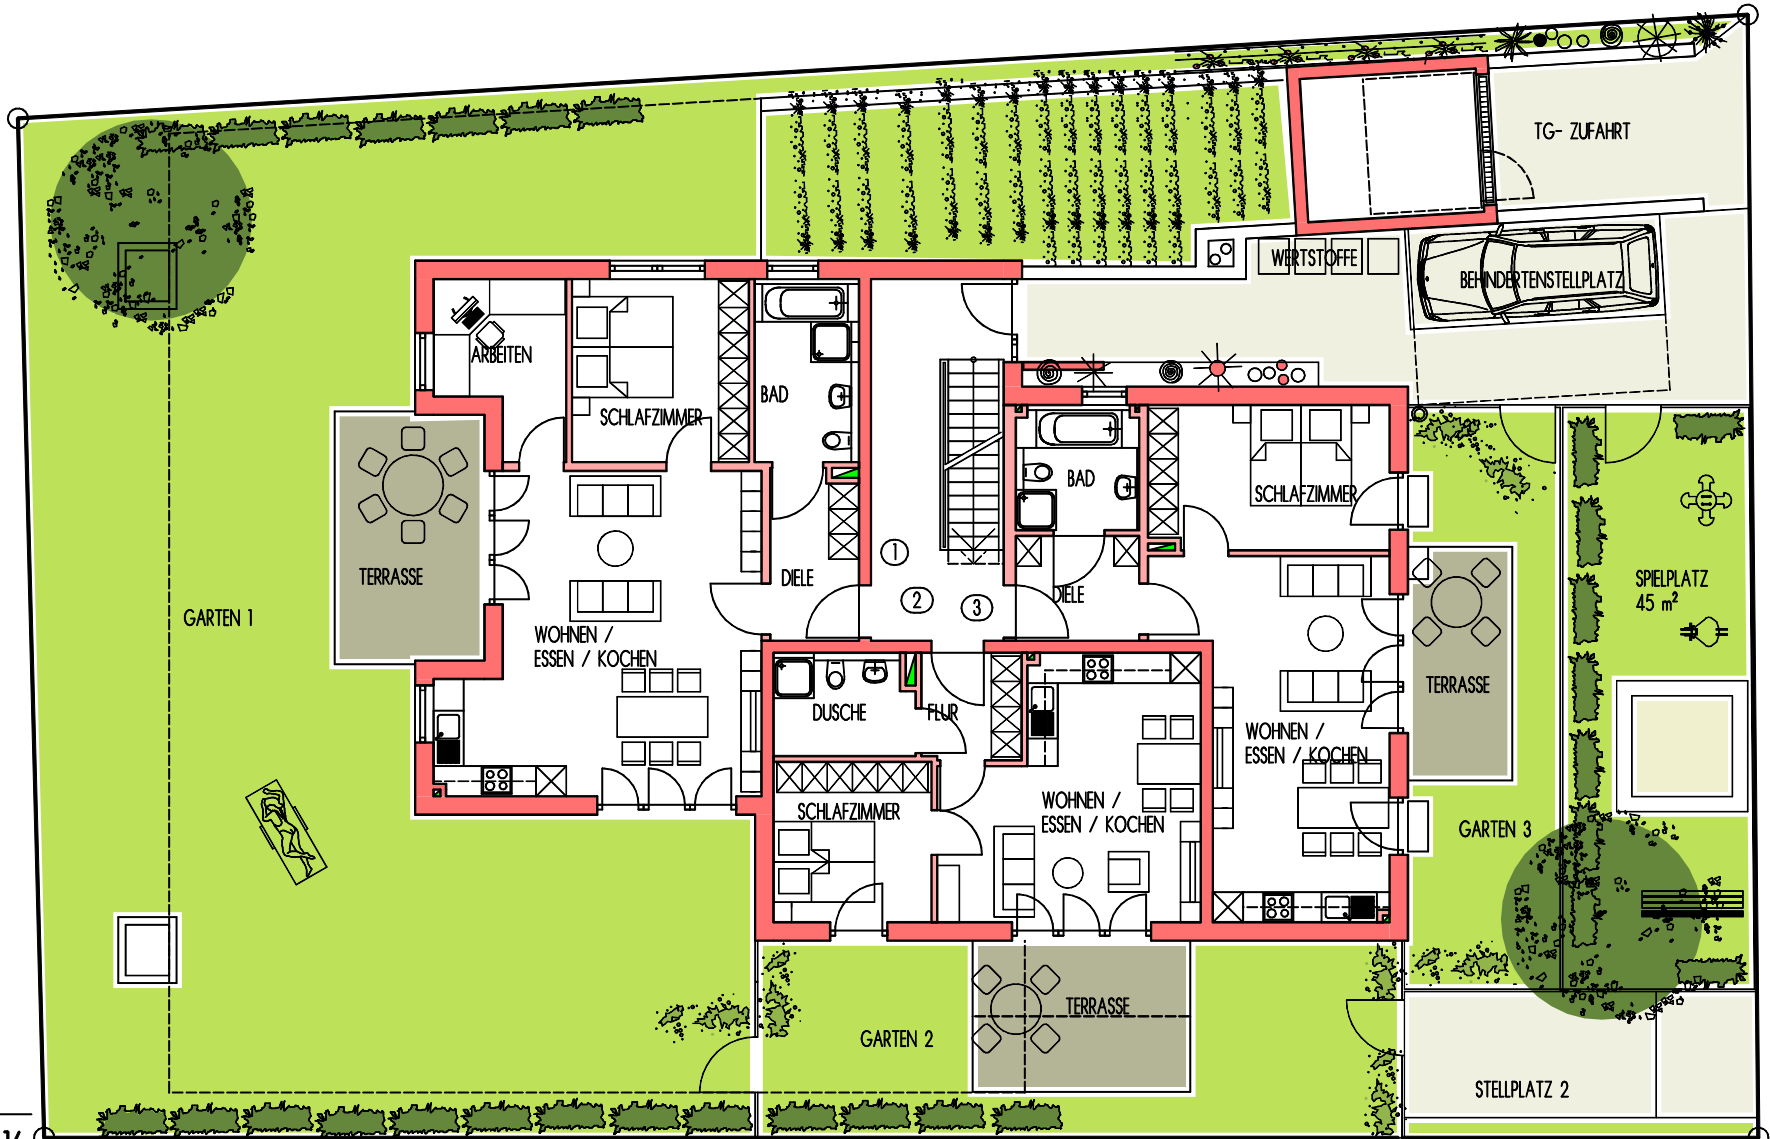 TG- ZUFAHRT
WERTSTOFFE
BEHINDERTENSTELLPLATZ
ARBEITEN
SCHLAFZIMMER
BAD
BAD
SCHLAFZIMMER
TERRASSE
DIELE
1
2
3
DIELE
SPIELPLATZ
45 m²
GARTEN 1
WOHNEN /
ESSEN / KOCHEN
DUSCHE
FLUR
TERRASSE
WOHNEN /
ESSEN / KOCHEN
SCHLAFZIMMER
WOHNEN /
ESSEN / KOCHEN
GARTEN 3
TERRASSE
GARTEN 2
STELLPLATZ 2